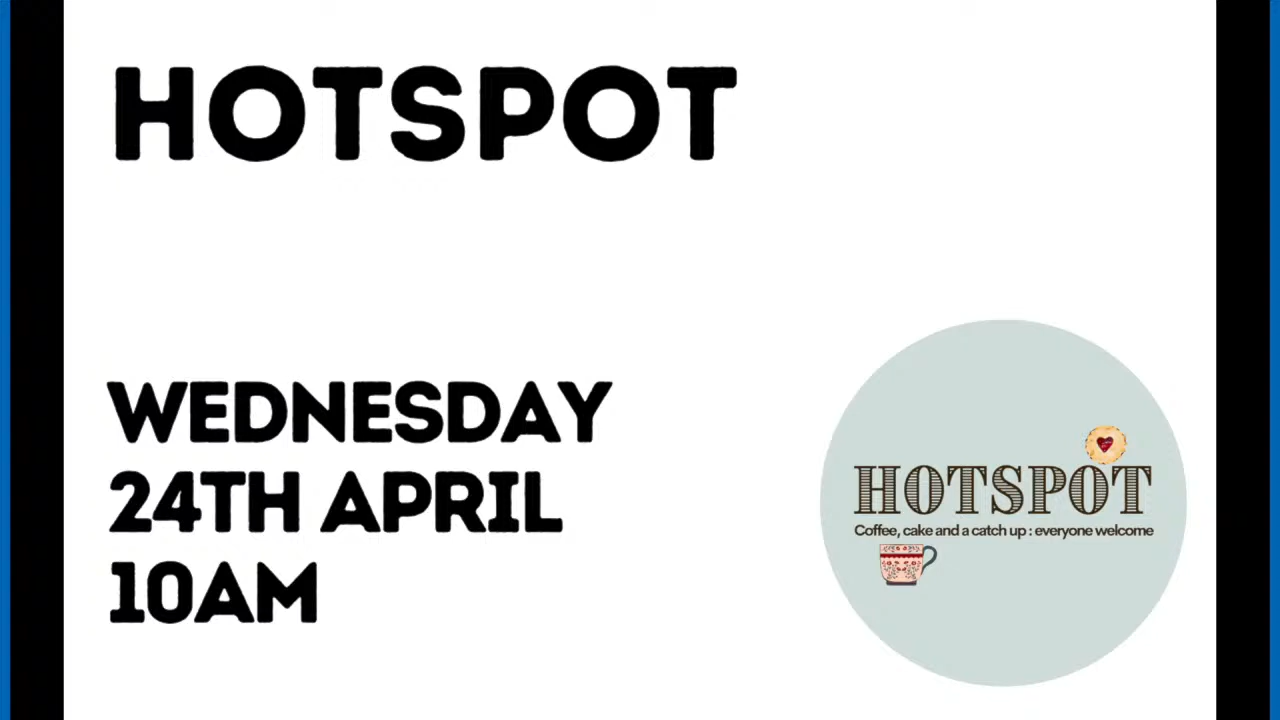 HOTSPOT
WEDNESDAY
24TH APRIL
10AM
HOTSPOT
Coffee, cake and a catch up : everyone welcome